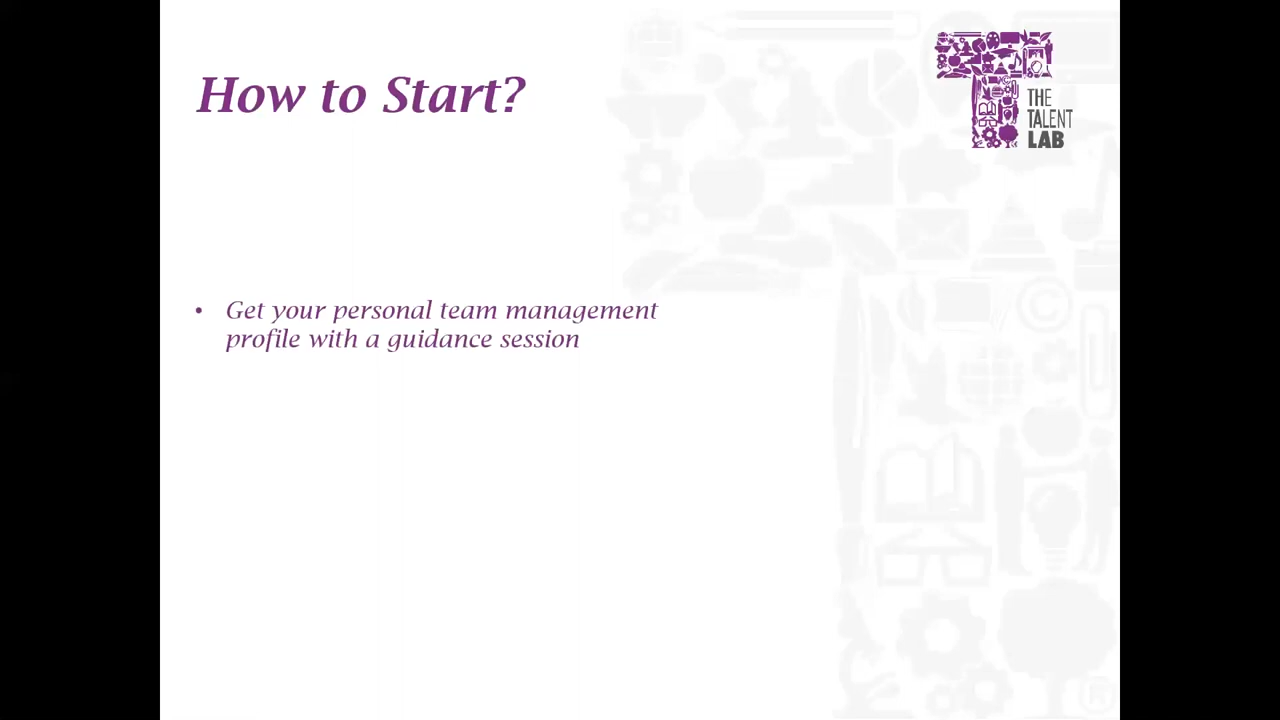 How to Start?
THE
TALENT
LAB
• Get your personal team management
profile with a guidance session